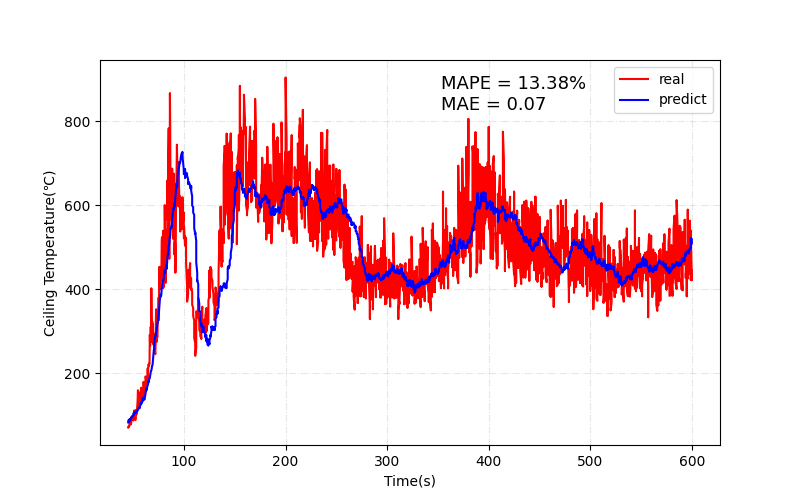 MAPE = 13.38%
MAE = 0.07
real
predict
Ceiling Temperature(℃)
800
600
400
200
100
200
300
400
500
600
Time(s)